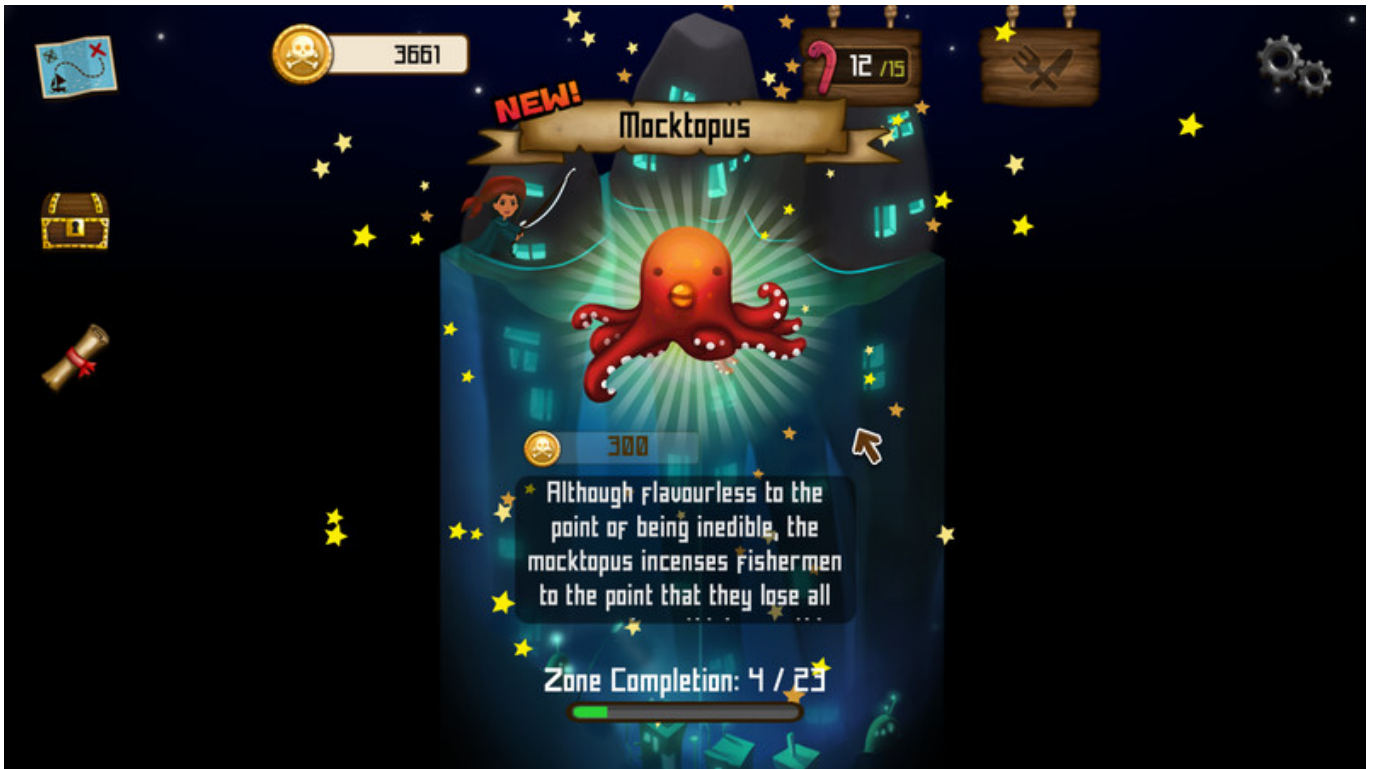 3661
12 /15
NEW!
Mocktopus
300
Although flavourless to the
point of being inedible, the
mocktopus incenses fishermen
to the point that they lose all
Zone Completion: 4 / 23